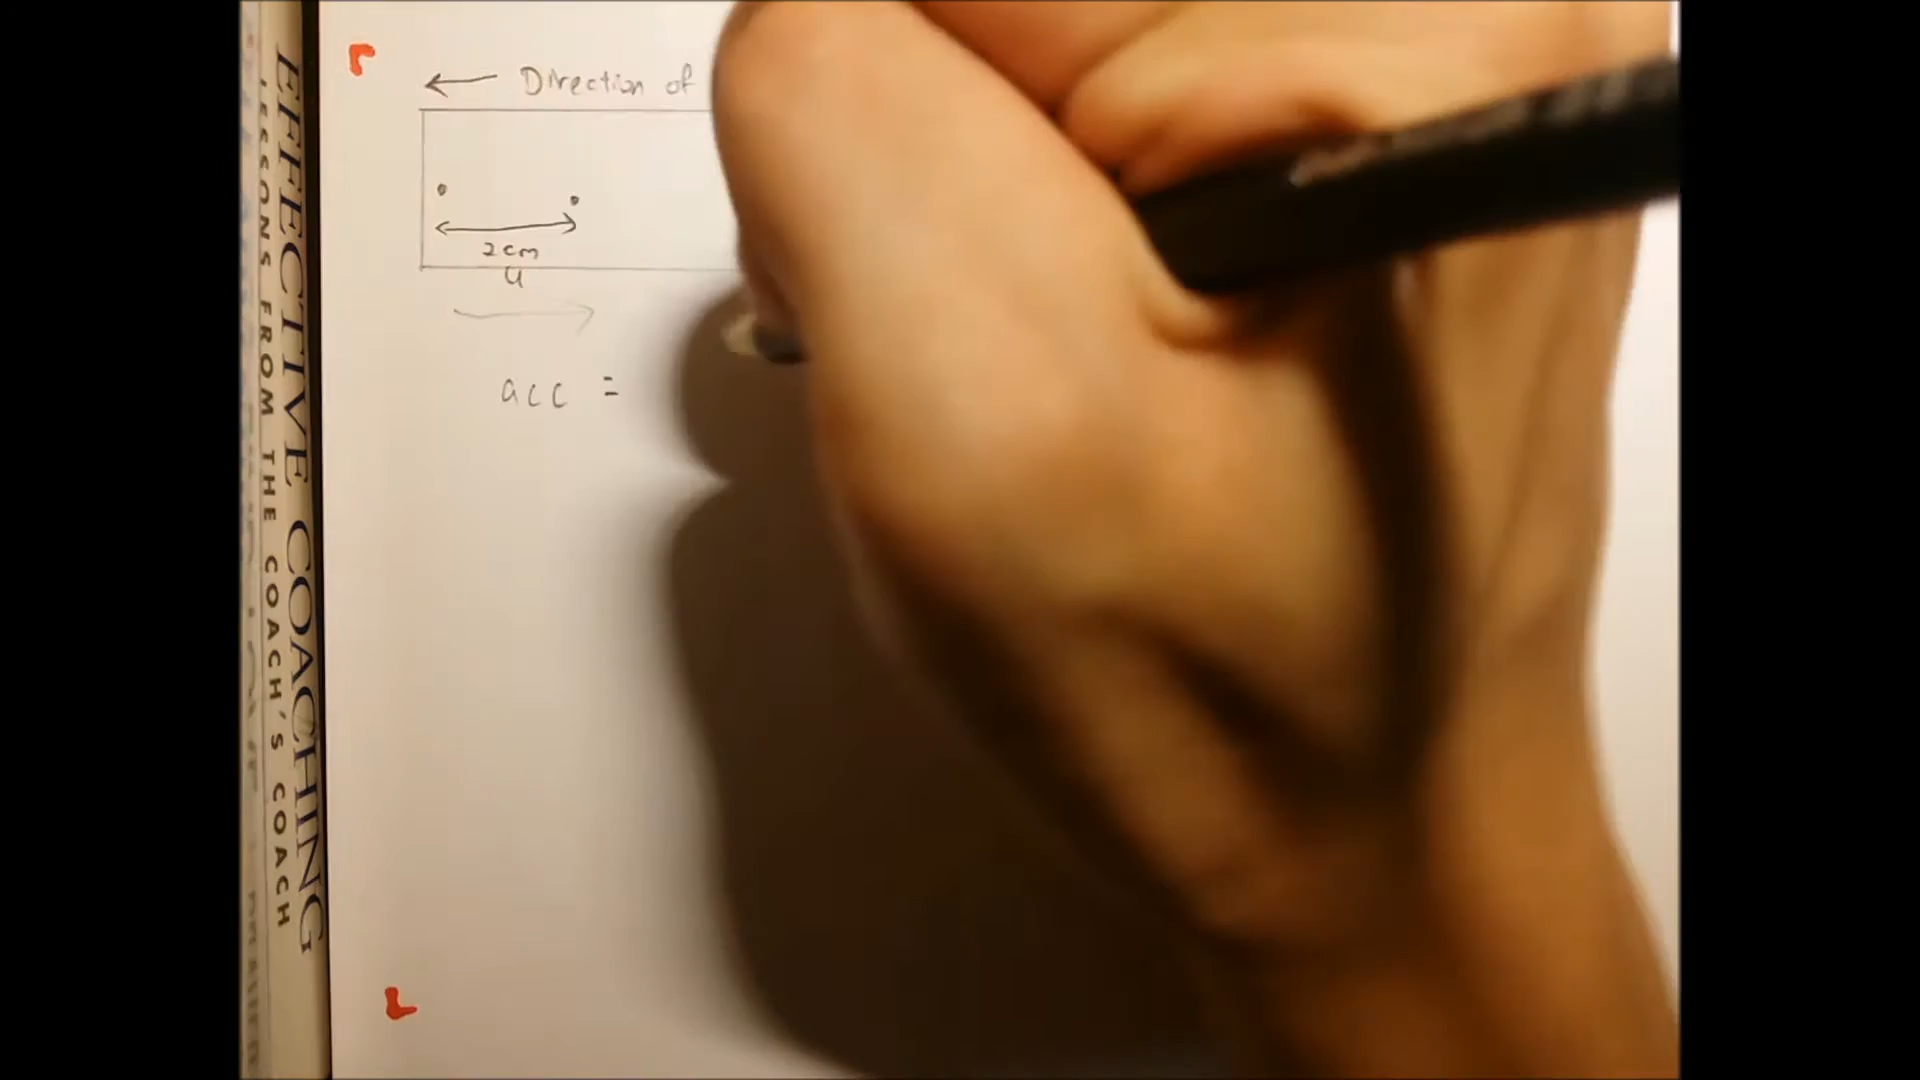 EFFECTIVE COACHING
LESSONS FROM THE COACH'S COACH
← Direction of
2cm
u
acc =